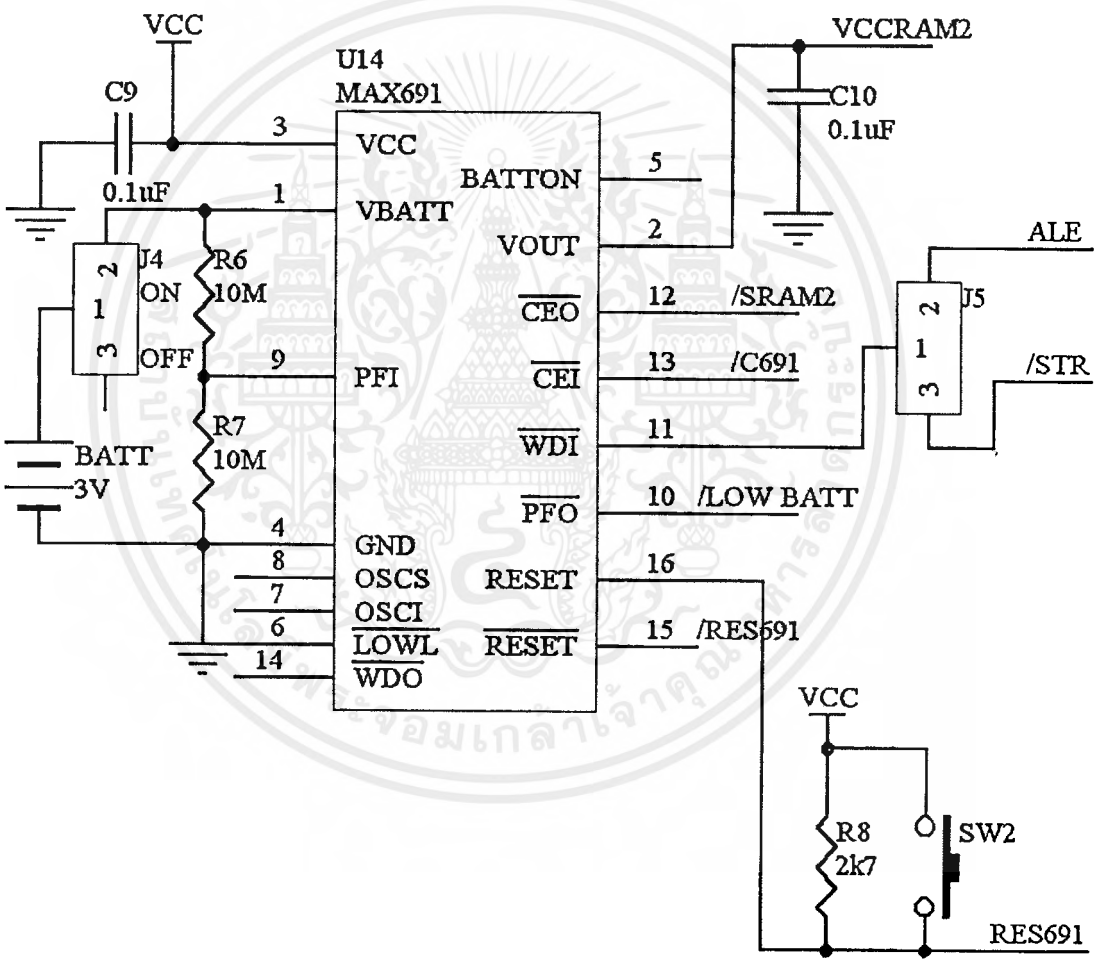 VCC
C9
0.1uF
U14
MAX691
3
VCC
1
VBATT
J4
2
ON
1
3
OFF
R6
10M
9
PFI
R7
10M
BATT
3V
4
GND
8
OSCS
7
OSCI
6
LOWL
14
WDO
BATTON
5
VOUT
2
CEO
12
/SRAM2
CEI
13
/C691
WDI
11
PFO
10
/LOW BATT
RESET
16
RESET
15
/RES691
VCCRAM2
C10
0.1uF
ALE
J5
2
1
3
/STR
VCC
R8
2k7
SW2
RES691